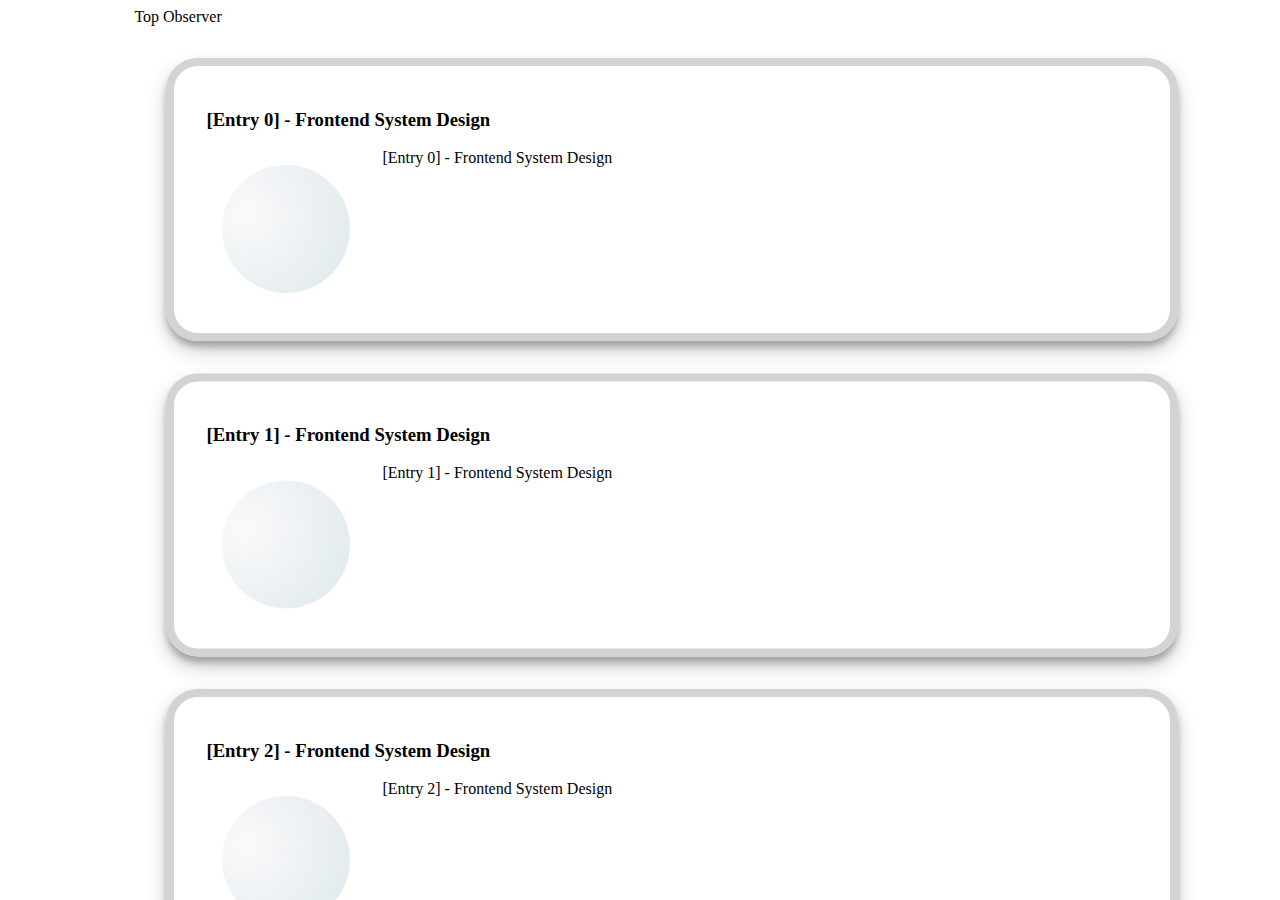 Top Observer
[Entry 0] - Frontend System Design
[Entry 0] - Frontend System Design
[Entry 1] - Frontend System Design
[Entry 1] - Frontend System Design
[Entry 2] - Frontend System Design
[Entry 2] - Frontend System Design